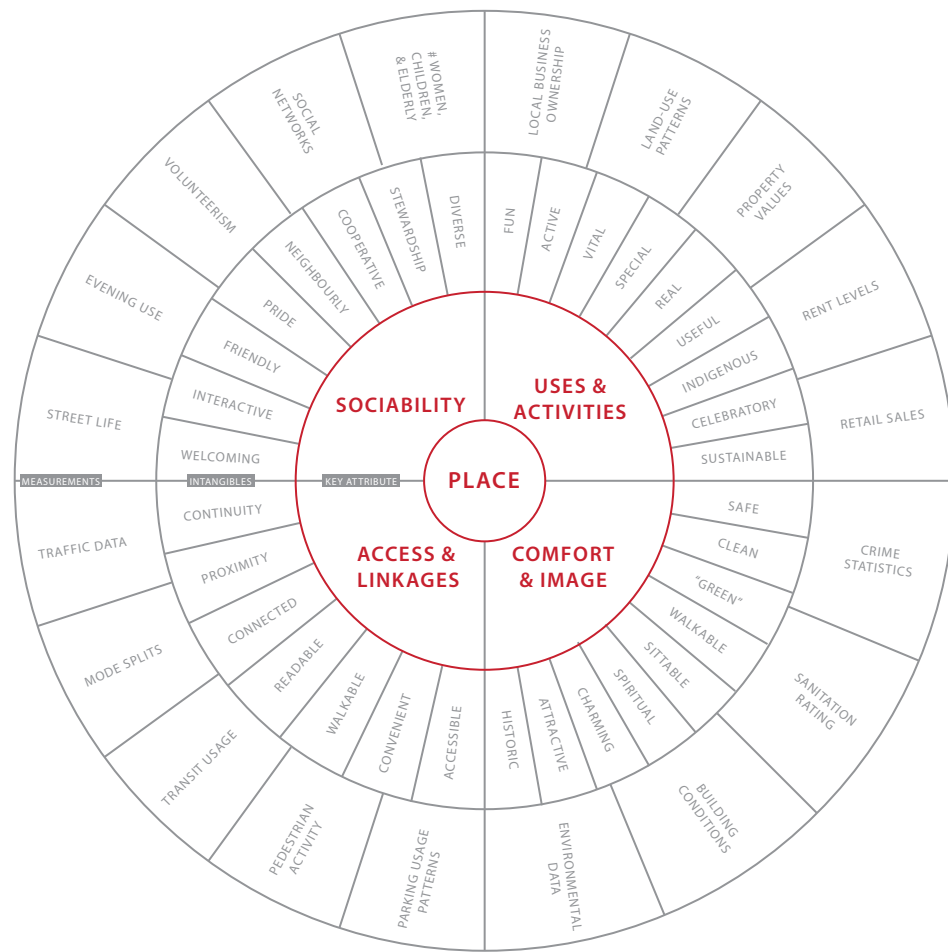 # WOMEN,
CHILDREN,
& ELDERLY
LOCAL BUSINESS
OWNERSHIP
LAND-USE
PATTERNS
PROPERTY
VALUES
RENT LEVELS
RETAIL SALES
CRIME
STATISTICS
SANITATION
RATING
BUILDING
CONDITIONS
ENVIRONMENTAL
DATA
PARKING USAGE
PATTERNS
PEDESTRIAN
ACTIVITY
TRANSIT USAGE
MODE SPLITS
TRAFFIC DATA
MEASUREMENTS
STREET LIFE
EVENING USE
VOLUNTEERISM
SOCIAL
NETWORKS
DIVERSE
FUN
ACTIVE
VITAL
SPECIAL
REAL
USEFUL
INDIGENOUS
CELEBRATORY
SUSTAINABLE
SAFE
CLEAN
“GREEN”
WALKABLE
SITTABLE
SPIRITUAL
CHARMING
ATTRACTIVE
HISTORIC
ACCESSIBLE
CONVENIENT
WALKABLE
READABLE
CONNECTED
PROXIMITY
CONTINUITY
INTANGIBLES
WELCOMING
INTERACTIVE
FRIENDLY
PRIDE
NEIGHBOURLY
COOPERATIVE
STEWARDSHIP
KEY ATTRIBUTE
SOCIABILITY
USES &
ACTIVITIES
PLACE
ACCESS &
LINKAGES
COMFORT
& IMAGE